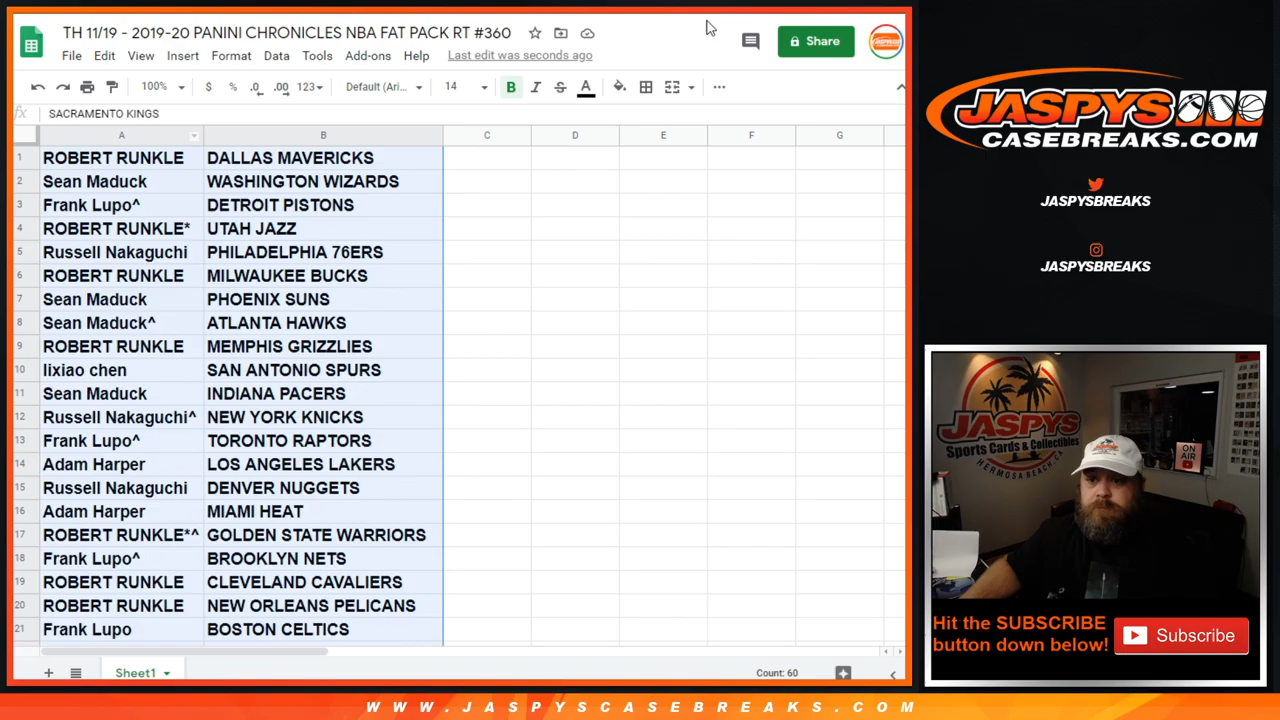 TH 11/19 - 2019-20 PANINI CHRONICLES NBA FAT PACK RT #360
File Edit View Insert Format Data Tools Add-ons Help Last edit was seconds ago
Share
100% $ % .0 .00 123 Default (Ari... 14 B I S A ...
fx SACRAMENTO KINGS
A B C D E F G
1 ROBERT RUNKLE DALLAS MAVERICKS
2 Sean Maduck WASHINGTON WIZARDS
3 Frank Lupo^ DETROIT PISTONS
4 ROBERT RUNKLE* UTAH JAZZ
5 Russell Nakaguchi PHILADELPHIA 76ERS
6 ROBERT RUNKLE MILWAUKEE BUCKS
7 Sean Maduck PHOENIX SUNS
8 Sean Maduck^ ATLANTA HAWKS
9 ROBERT RUNKLE MEMPHIS GRIZZLIES
10 lixiao chen SAN ANTONIO SPURS
11 Sean Maduck INDIANA PACERS
12 Russell Nakaguchi^ NEW YORK KNICKS
13 Frank Lupo^ TORONTO RAPTORS
14 Adam Harper LOS ANGELES LAKERS
15 Russell Nakaguchi DENVER NUGGETS
16 Adam Harper MIAMI HEAT
17 ROBERT RUNKLE*^ GOLDEN STATE WARRIORS
18 Frank Lupo^ BROOKLYN NETS
19 ROBERT RUNKLE CLEVELAND CAVALIERS
20 ROBERT RUNKLE NEW ORLEANS PELICANS
21 Frank Lupo BOSTON CELTICS
Sheet1
Count: 60
JASPYS
CASEBREAKS.COM
JASPYSBREAKS
JASPYSBREAKS
JASPYS
Sports Cards & Collectibles
HERMOSA BEACH, CA
ON
AIR
Hit the SUBSCRIBE
button down below!
Subscribe
WWW.JASPYSCASEBREAKS.COM